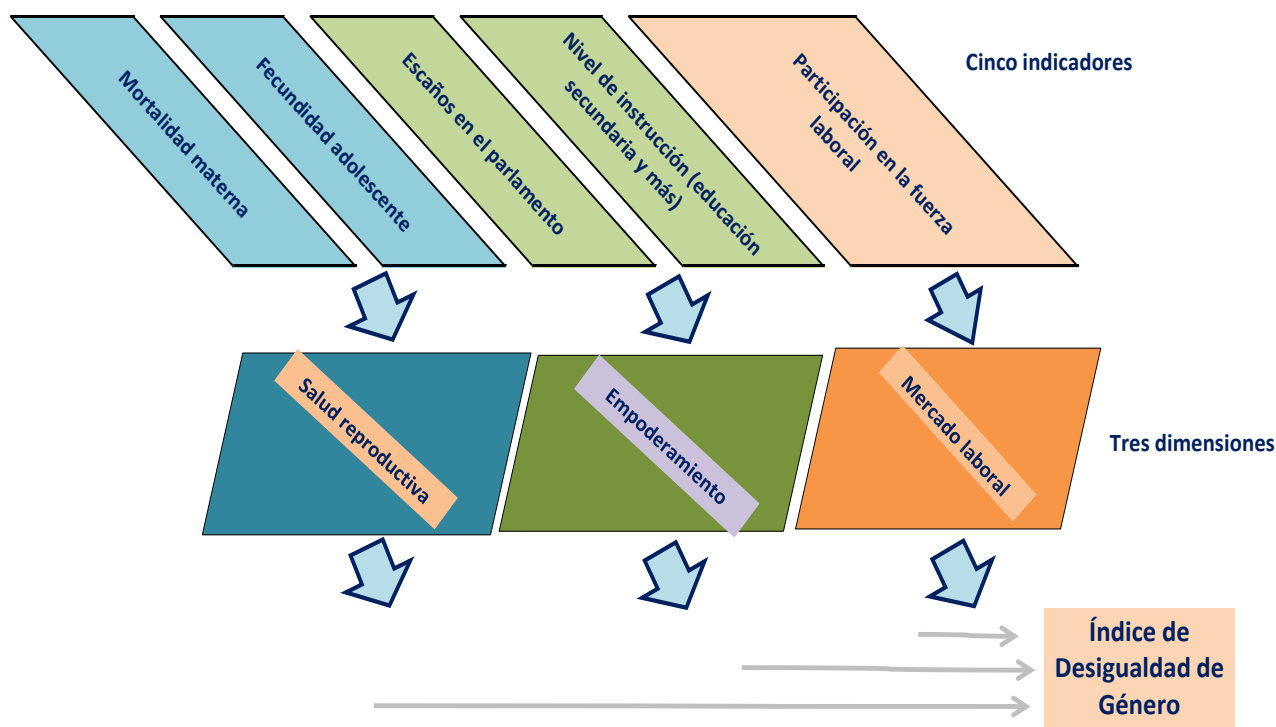 Mortalidad materna
Fecundidad adolescente
Escaños en el parlamento
Nivel de instrucción (educación
secundaria y más)
Participación en la fuerza
laboral
Cinco indicadores
Salud reproductiva
Empoderamiento
Mercado laboral
Tres dimensiones
Índice de
Desigualdad de
Género